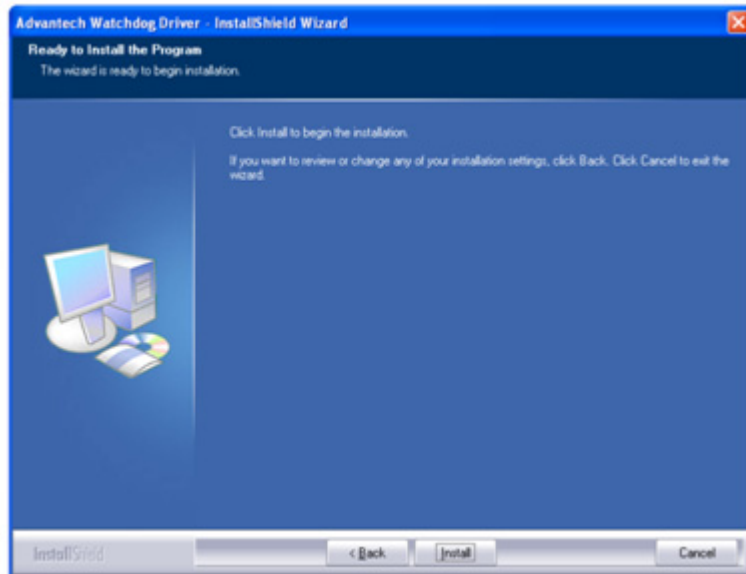 Advantech Watchdog Driver - InstallShield Wizard
Ready to Install the Program
The wizard is ready to begin installation.
Click Install to begin the installation.
If you want to review or change any of your installation settings, click Back. Click Cancel to exit the
wizard.
InstallShield
< Back
Install
Cancel